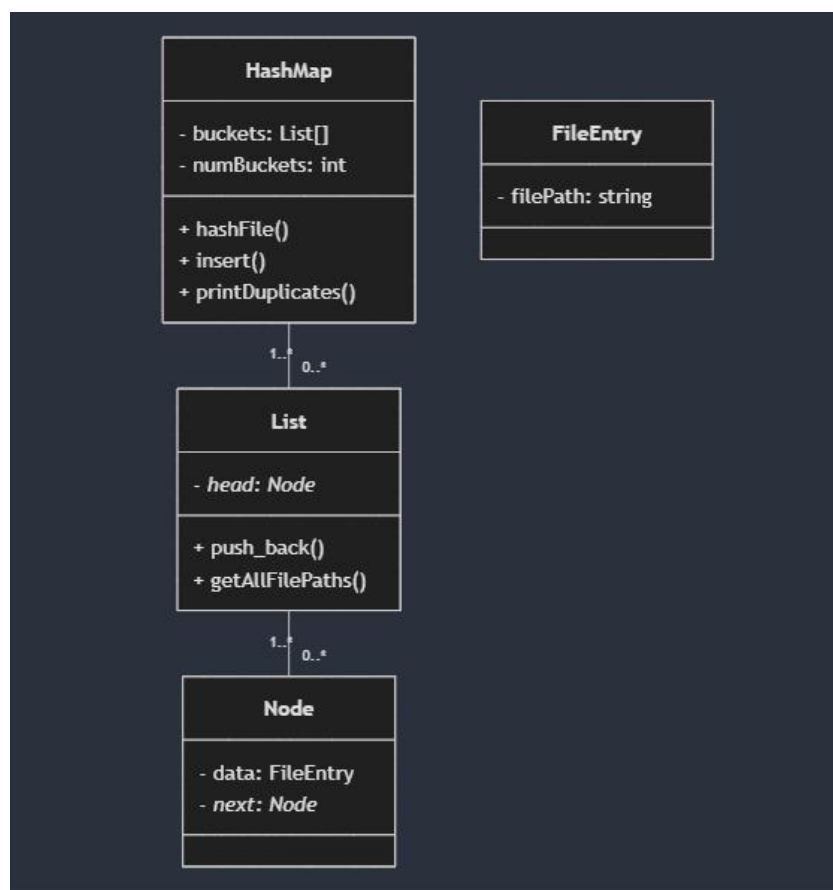 HashMap
- buckets: List[]
- numBuckets: int
+ hashFile()
+ insert()
+ printDuplicates()
FileEntry
- filePath: string
1..*
0..*
List
- head: Node
+ push_back()
+ getAllFilePaths()
1..*
0..*
Node
- data: FileEntry
- next: Node